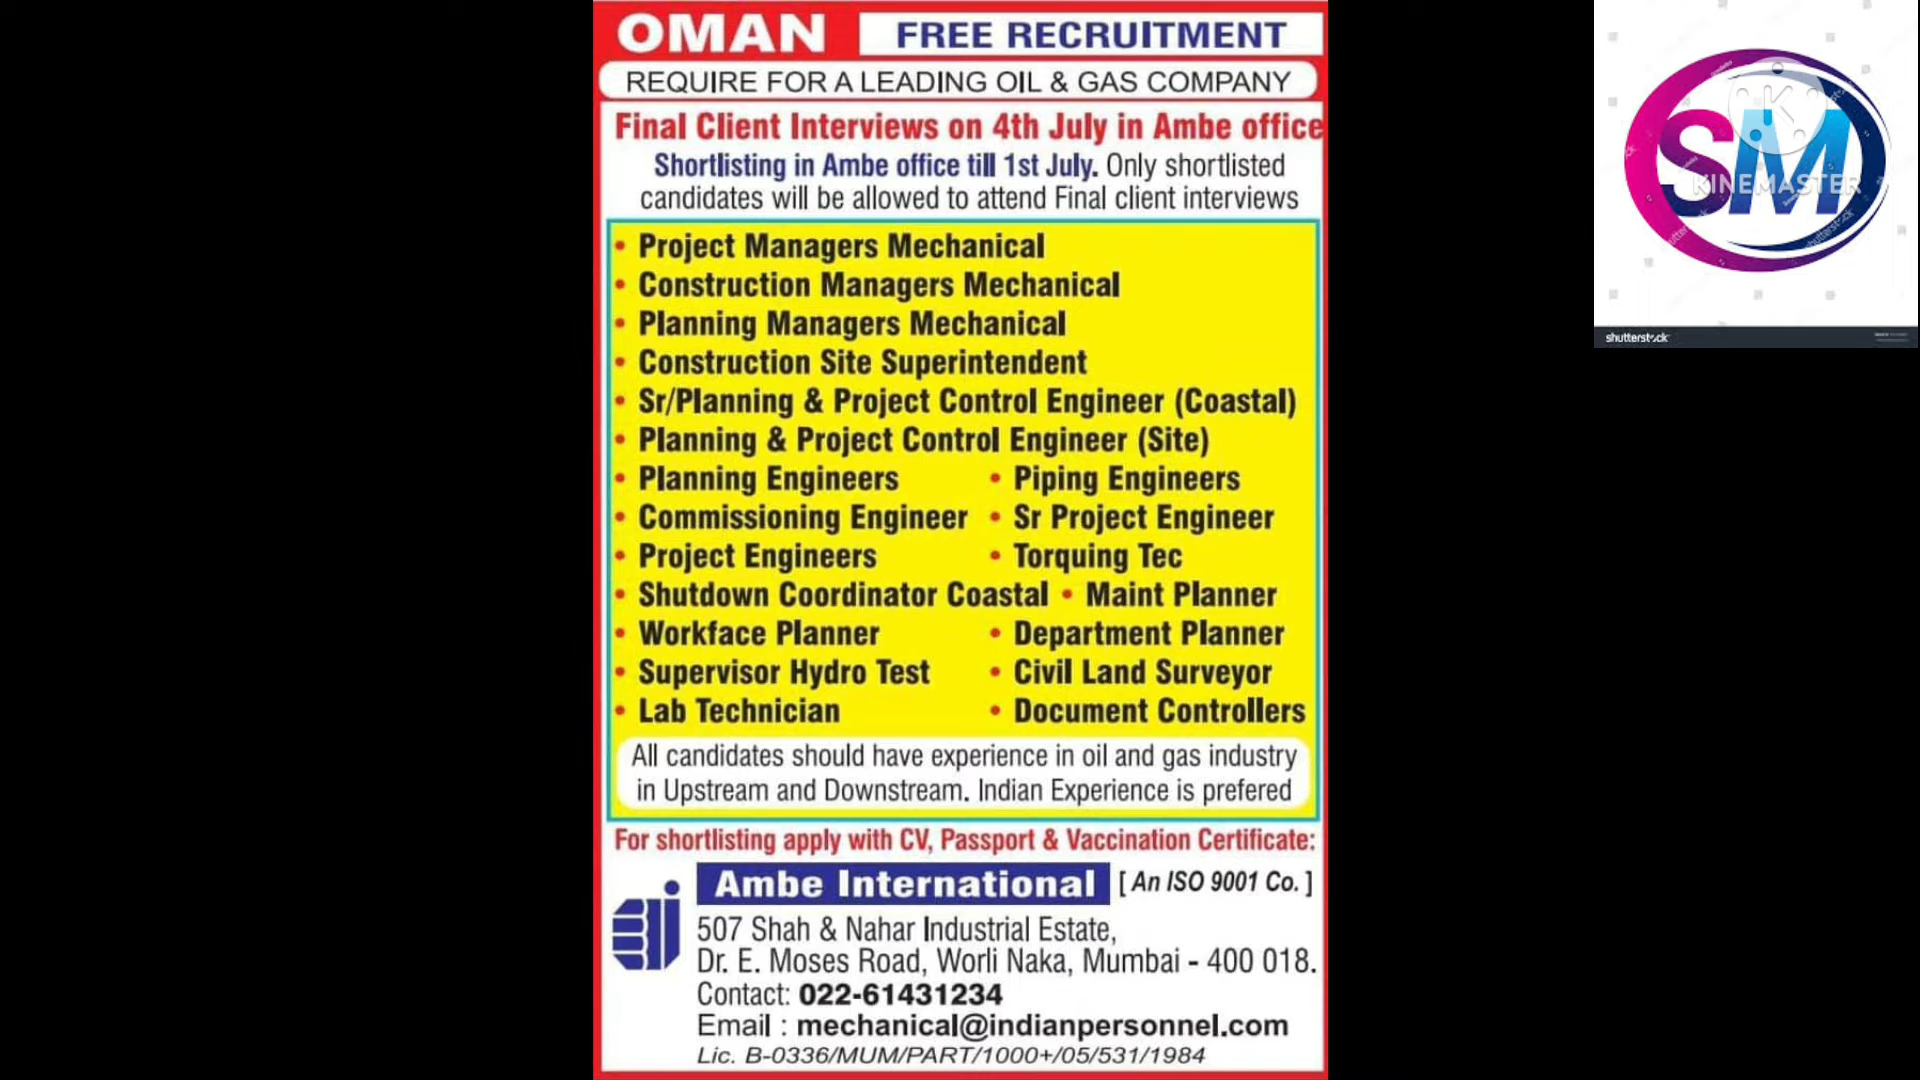 OMAN FREE RECRUITMENT
REQUIRE FOR A LEADING OIL & GAS COMPANY
Final Client Interviews on 4th July in Ambe office
Shortlisting in Ambe office till 1st July. Only shortlisted
candidates will be allowed to attend Final client interviews
• Project Managers Mechanical
• Construction Managers Mechanical
• Planning Managers Mechanical
• Construction Site Superintendent
• Sr/Planning & Project Control Engineer (Coastal)
• Planning & Project Control Engineer (Site)
• Planning Engineers • Piping Engineers
• Commissioning Engineer • Sr Project Engineer
• Project Engineers • Torquing Tec
• Shutdown Coordinator Coastal • Maint Planner
• Workface Planner • Department Planner
• Supervisor Hydro Test • Civil Land Surveyor
• Lab Technician • Document Controllers
All candidates should have experience in oil and gas industry
in Upstream and Downstream. Indian Experience is prefered
For shortlisting apply with CV, Passport & Vaccination Certificate:
Ambe International [ An ISO 9001 Co. ]
507 Shah & Nahar Industrial Estate,
Dr. E. Moses Road, Worli Naka, Mumbai - 400 018.
Contact: 022-61431234
Email : mechanical@indianpersonnel.com
Lic. B-0336/MUM/PART/1000+/05/531/1984
SM
K
KINEMASTER
shutterstock